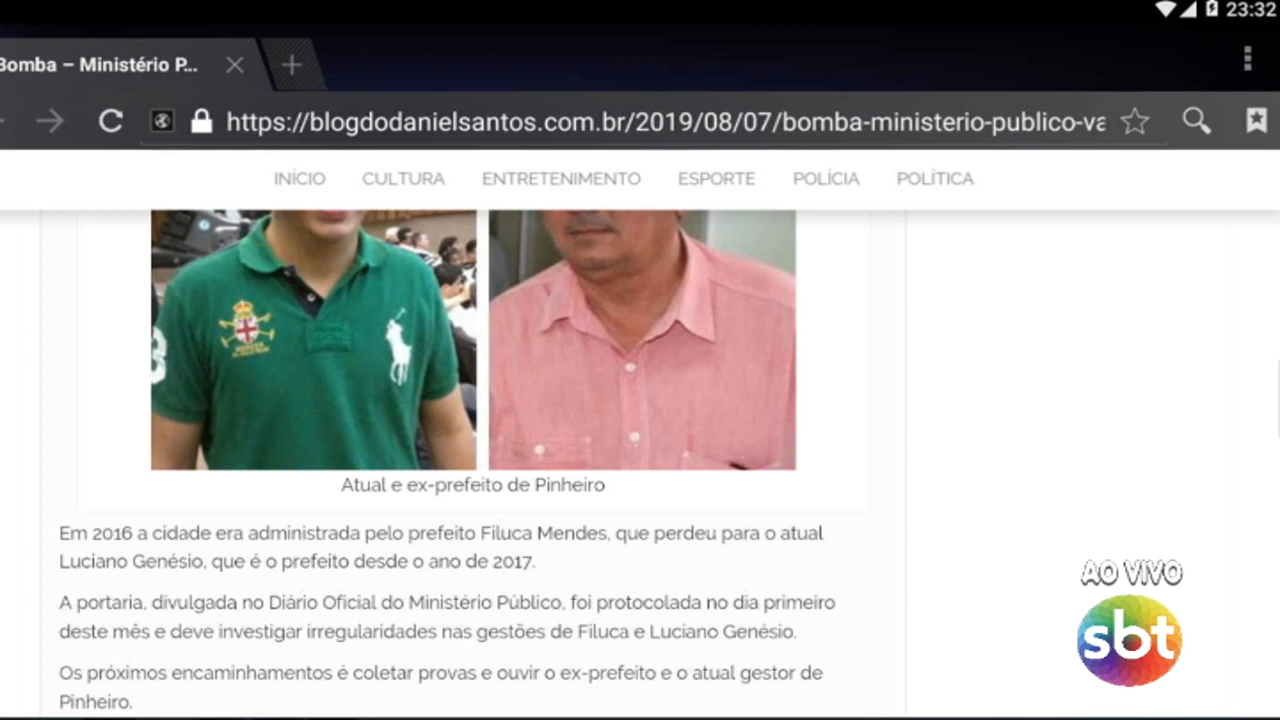 23:32
Bomba – Ministério P...
https://blogdodanielsantos.com.br/2019/08/07/bomba-ministerio-publico-va
INÍCIO CULTURA ENTRETENIMENTO ESPORTE POLÍCIA POLÍTICA
3
Atual e ex-prefeito de Pinheiro
Em 2016 a cidade era administrada pelo prefeito Filuca Mendes, que perdeu para o atual
Luciano Genésio, que é o prefeito desde o ano de 2017.
A portaria, divulgada no Diário Oficial do Ministério Público, foi protocolada no dia primeiro
deste mês e deve investigar irregularidades nas gestões de Filuca e Luciano Genésio.
Os próximos encaminhamentos é coletar provas e ouvir o ex-prefeito e o atual gestor de
Pinheiro.
AO VIVO
sbt